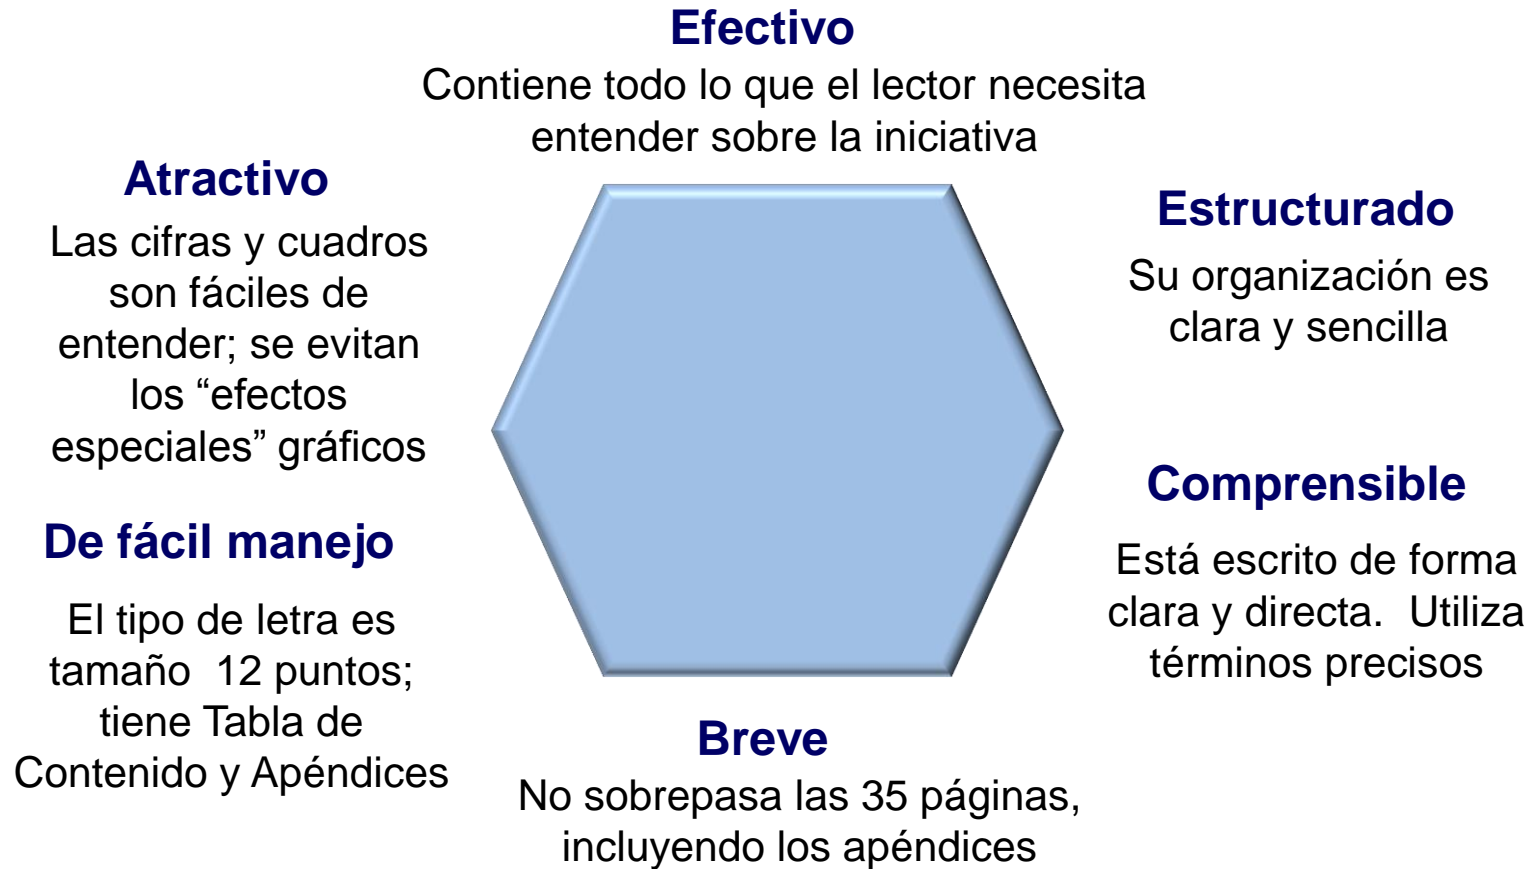 Efectivo
Contiene todo lo que el lector necesita
entender sobre la iniciativa
Atractivo
Las cifras y cuadros
son fáciles de
entender; se evitan
los “efectos
especiales” gráficos
Estructurado
Su organización es
clara y sencilla
Comprensible
Está escrito de forma
clara y directa.  Utiliza
términos precisos
De fácil manejo
El tipo de letra es
tamaño  12 puntos;
tiene Tabla de
Contenido y Apéndices
Breve
No sobrepasa las 35 páginas,
incluyendo los apéndices